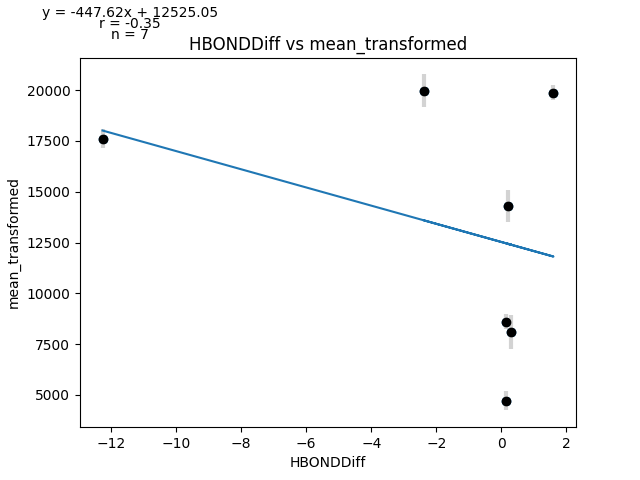 y = -447.62x + 12525.05
r = -0.35
n = 7
HBONDDiff vs mean_transformed
mean_transformed
20000
17500
15000
12500
10000
7500
5000
−12
−10
−8
−6
−4
−2
0
2
HBONDDiff